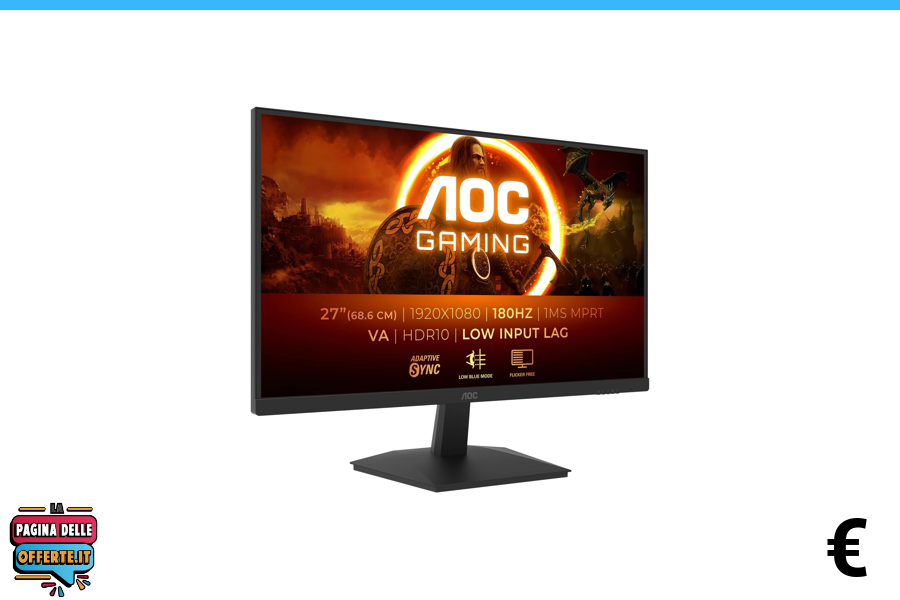 AOC
GAMING
27”(68.6 CM) | 1920X1080 | 180HZ | 1MS MPRT
VA | HDR10 | LOW INPUT LAG
ADAPTIVE
SYNC
LOW BLUE MODE
FLICKER FREE
AOC
LA
PAGINA DELLE
OFFERTE.IT
€